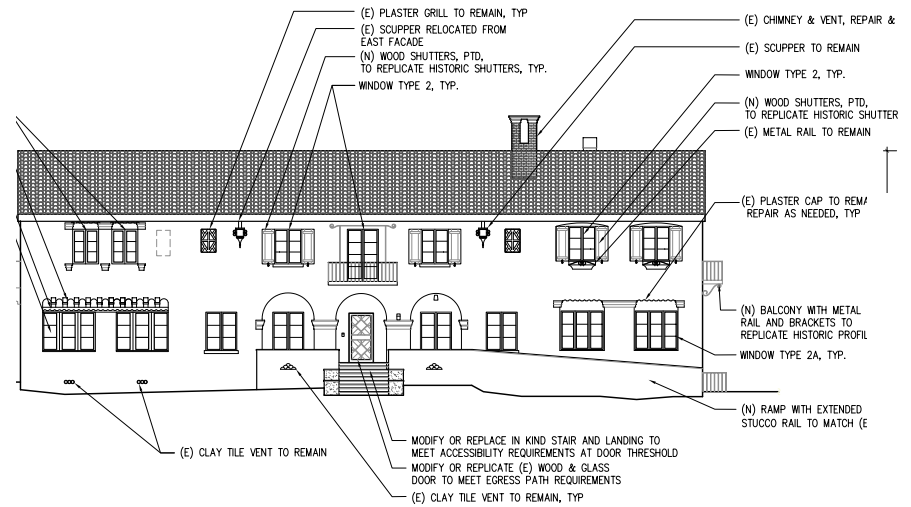 (E) PLASTER GRILL TO REMAIN, TYP
(E) SCUPPER RELOCATED FROM
EAST FACADE
(N) WOOD SHUTTERS, PTD,
TO REPLICATE HISTORIC SHUTTERS, TYP.
WINDOW TYPE 2, TYP.
(E) CHIMNEY & VENT, REPAIR &
(E) SCUPPER TO REMAIN
WINDOW TYPE 2, TYP.
(N) WOOD SHUTTERS, PTD,
TO REPLICATE HISTORIC SHUTTER
(E) METAL RAIL TO REMAIN
(E) PLASTER CAP TO REMA
REPAIR AS NEEDED, TYP
(N) BALCONY WITH METAL
RAIL AND BRACKETS TO
REPLICATE HISTORIC PROFIL
WINDOW TYPE 2A, TYP.
(N) RAMP WITH EXTENDED
STUCCO RAIL TO MATCH (E
(E) CLAY TILE VENT TO REMAIN
MODIFY OR REPLACE IN KIND STAIR AND LANDING TO
MEET ACCESSIBILITY REQUIREMENTS AT DOOR THRESHOLD
MODIFY OR REPLICATE (E) WOOD & GLASS
DOOR TO MEET EGRESS PATH REQUIREMENTS
(E) CLAY TILE VENT TO REMAIN, TYP